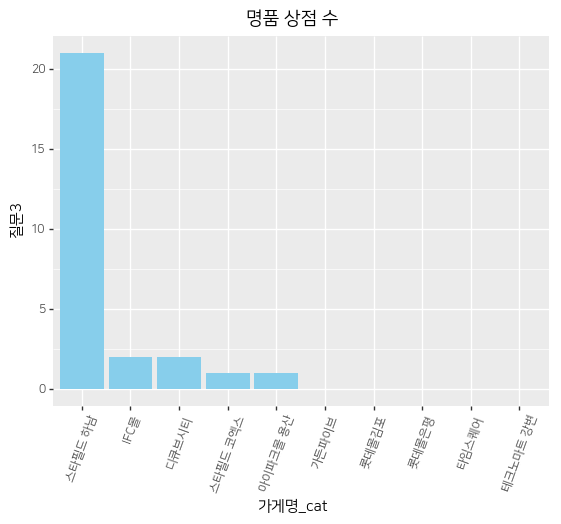 명품 상점 수
질문3
20
15
10
5
0
스타필드 하남
IFC몰
디큐브시티
스타필드 코엑스
아이파크몰 용산
가든파이브
롯데몰김포
롯데몰은평
타임스퀘어
테크노마트 강변
가게명_cat